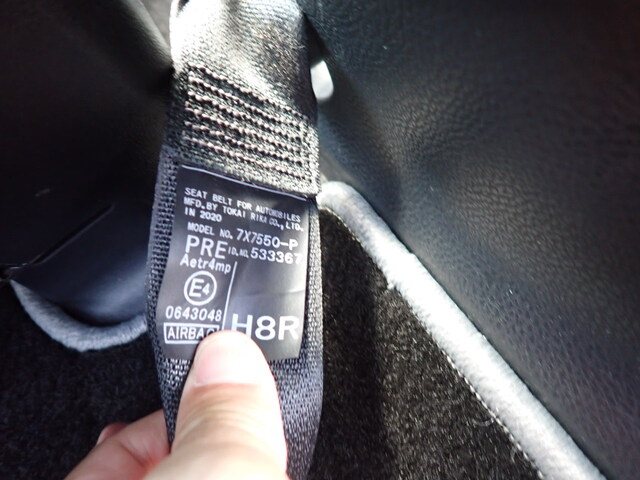 SEAT BELT FOR AUTOMOBILES
MFD. BY TOKAI RIKA CO., LTD.
IN 2020
MODEL NO. 7X7550-P
PRE ID.NO. 533367
Aetr4mp
E4
0643048
AIRBAG H8R